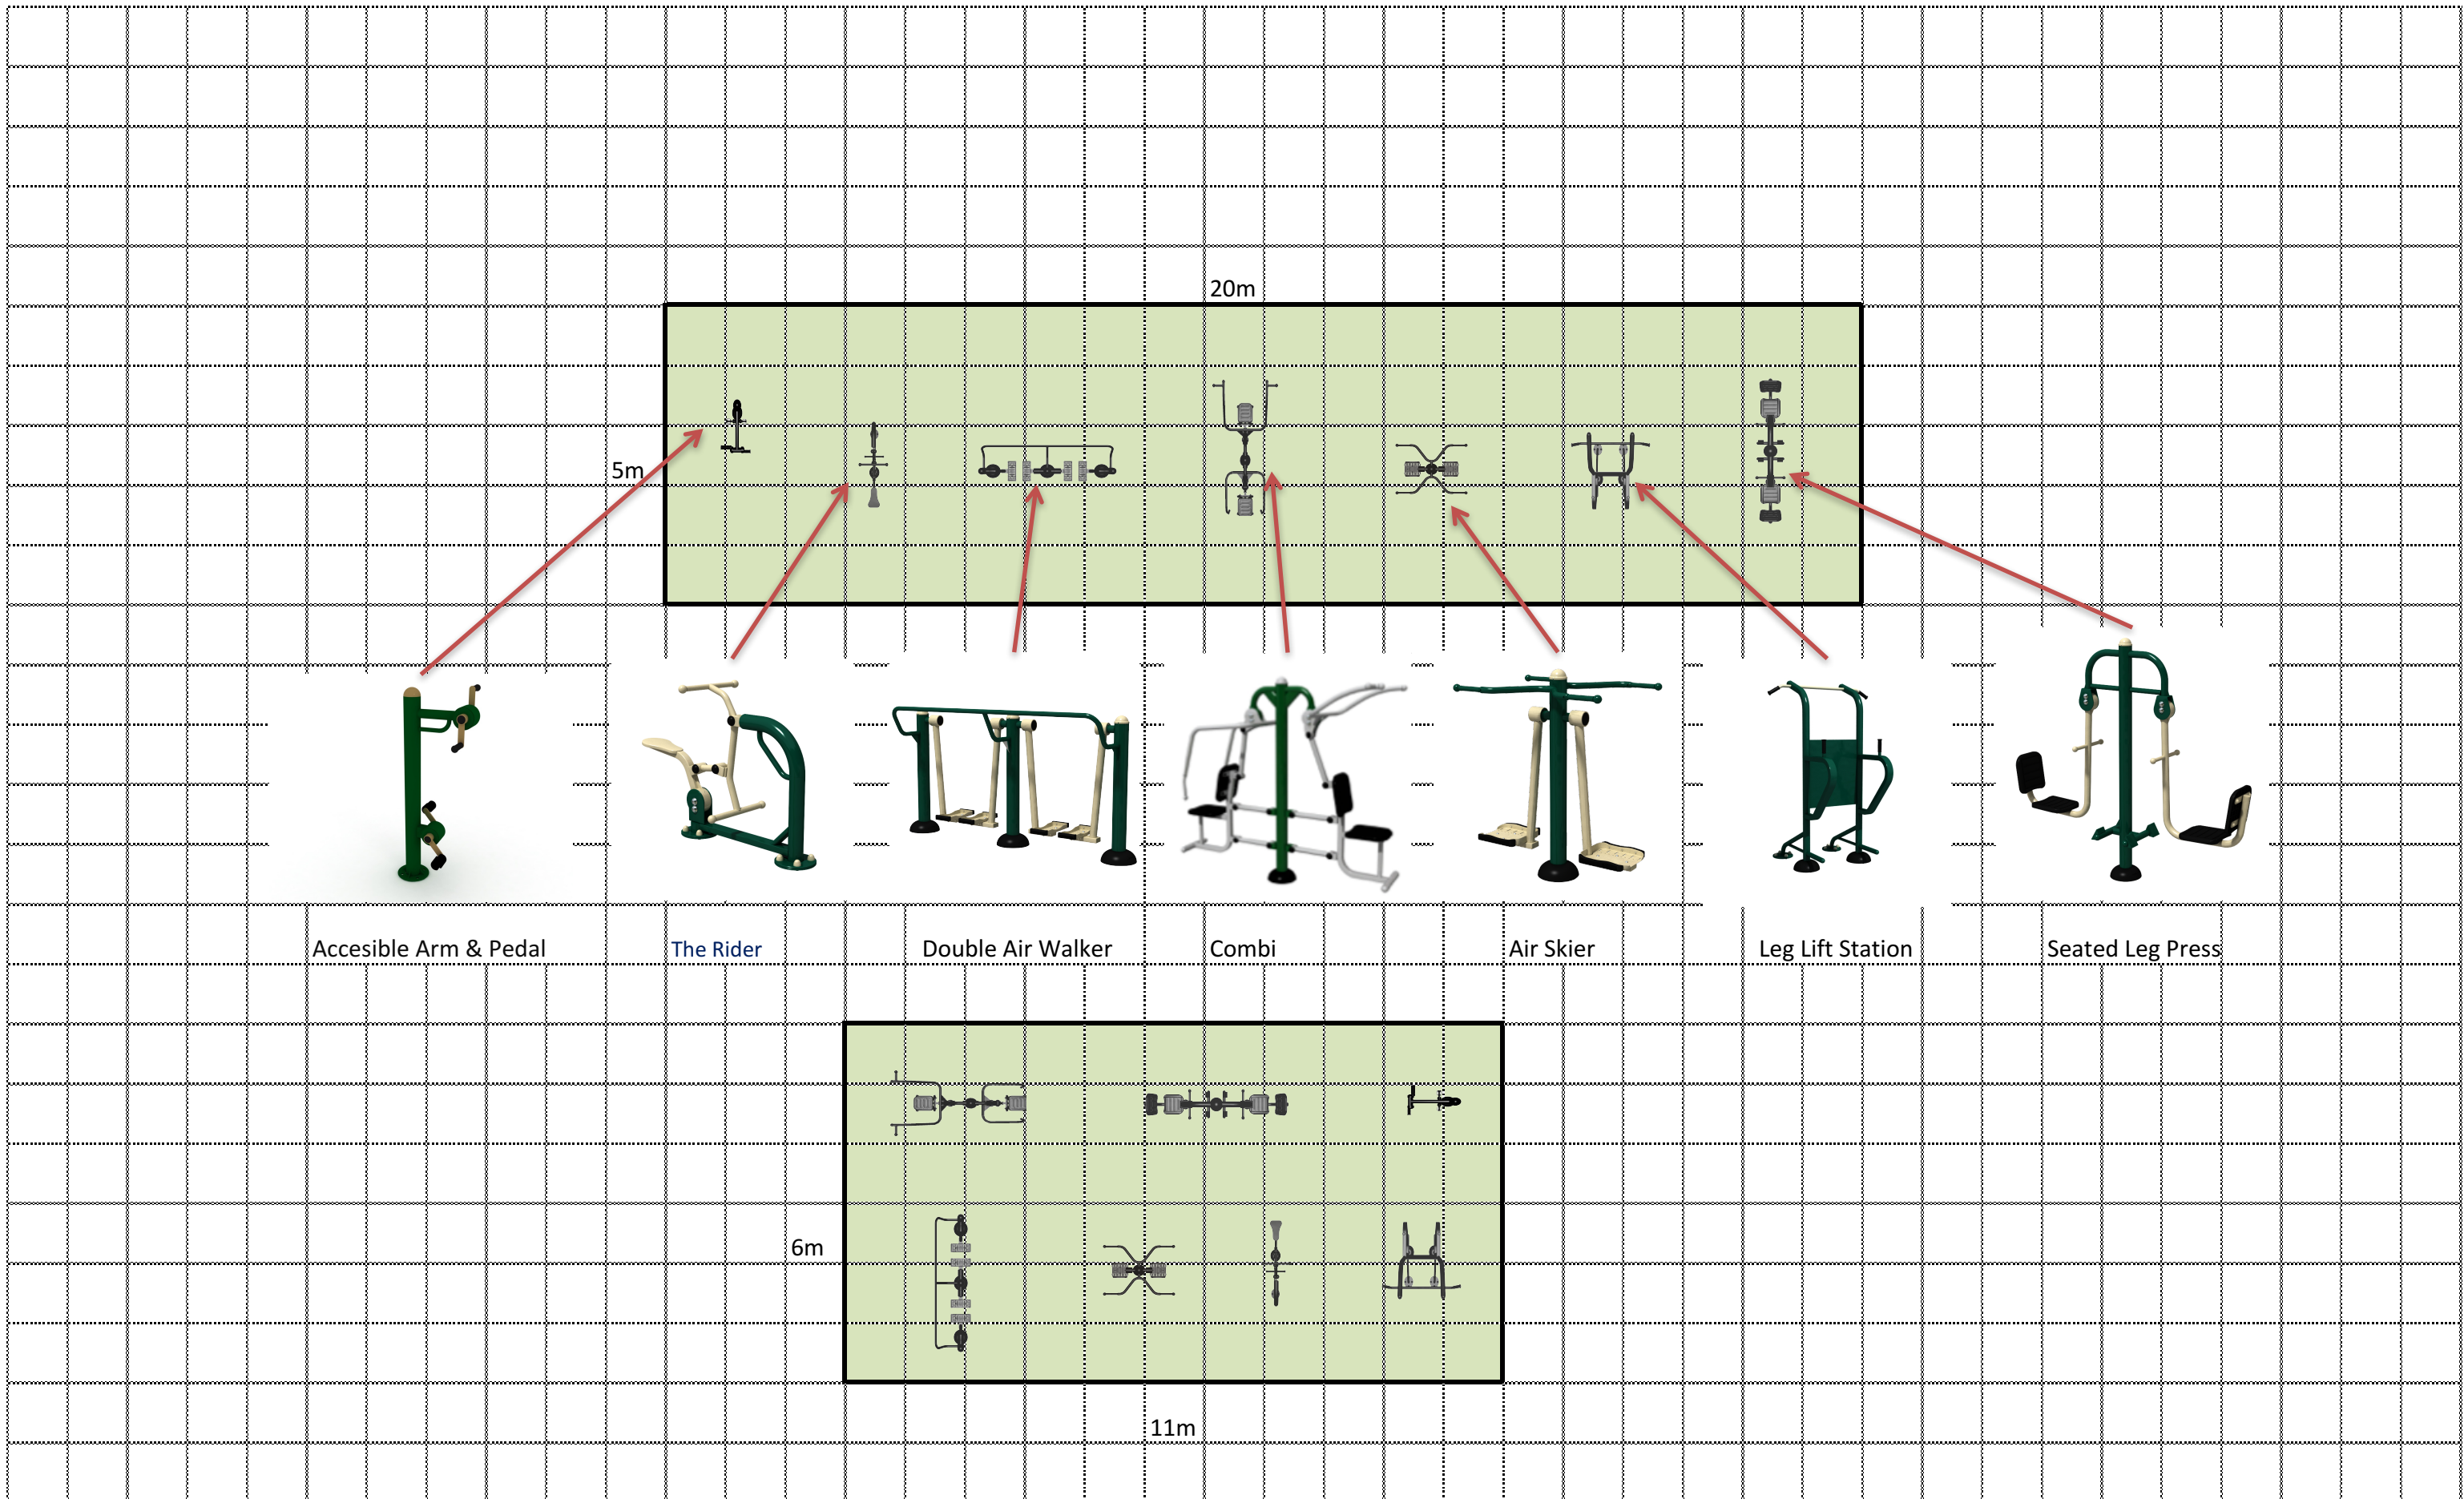 20m
5m
Accesible Arm & Pedal
The Rider
Double Air Walker
Combi
Air Skier
Leg Lift Station
Seated Leg Press
6m
11m